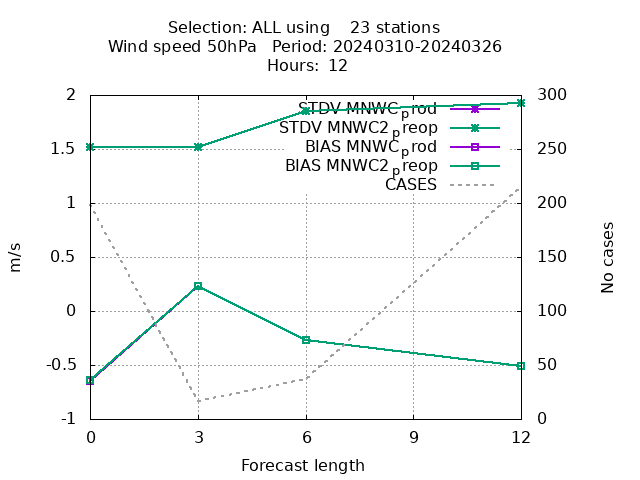 Selection: ALL using    23 stations
Wind speed 50hPa   Period: 20240310-20240326
Hours:  12
2 300
STDV MNWC_prod
STDV MNWC2_preop
1.5 250
BIAS MNWC_prod
BIAS MNWC2_preop
CASES
1 200
0.5 150
m/s
No cases
0 100
-0.5 50
-1 0
0 3 6 9 12
Forecast length